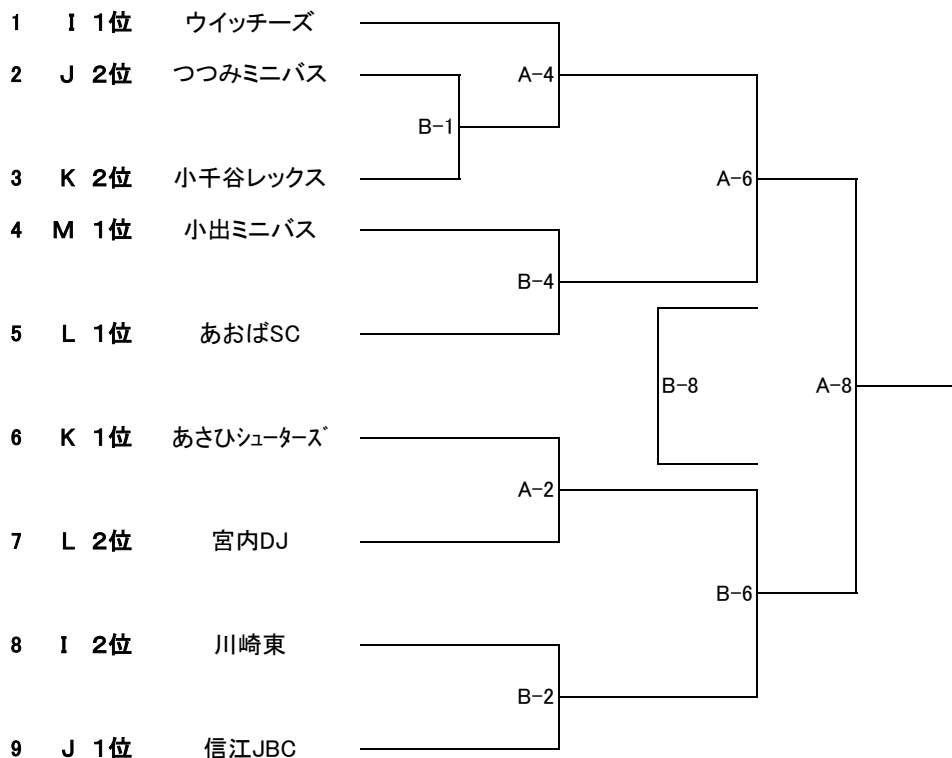 1 I 1位 ウイッチーズ
2 J 2位 つつみミニバス
A-4
B-1
3 K 2位 小千谷レックス
A-6
4 M 1位 小出ミニバス
B-4
5 L 1位 あおばSC
B-8
A-8
6 K 1位 あさひシューターズ
A-2
7 L 2位 宮内DJ
B-6
8 I 2位 川崎東
B-2
9 J 1位 信江JBC